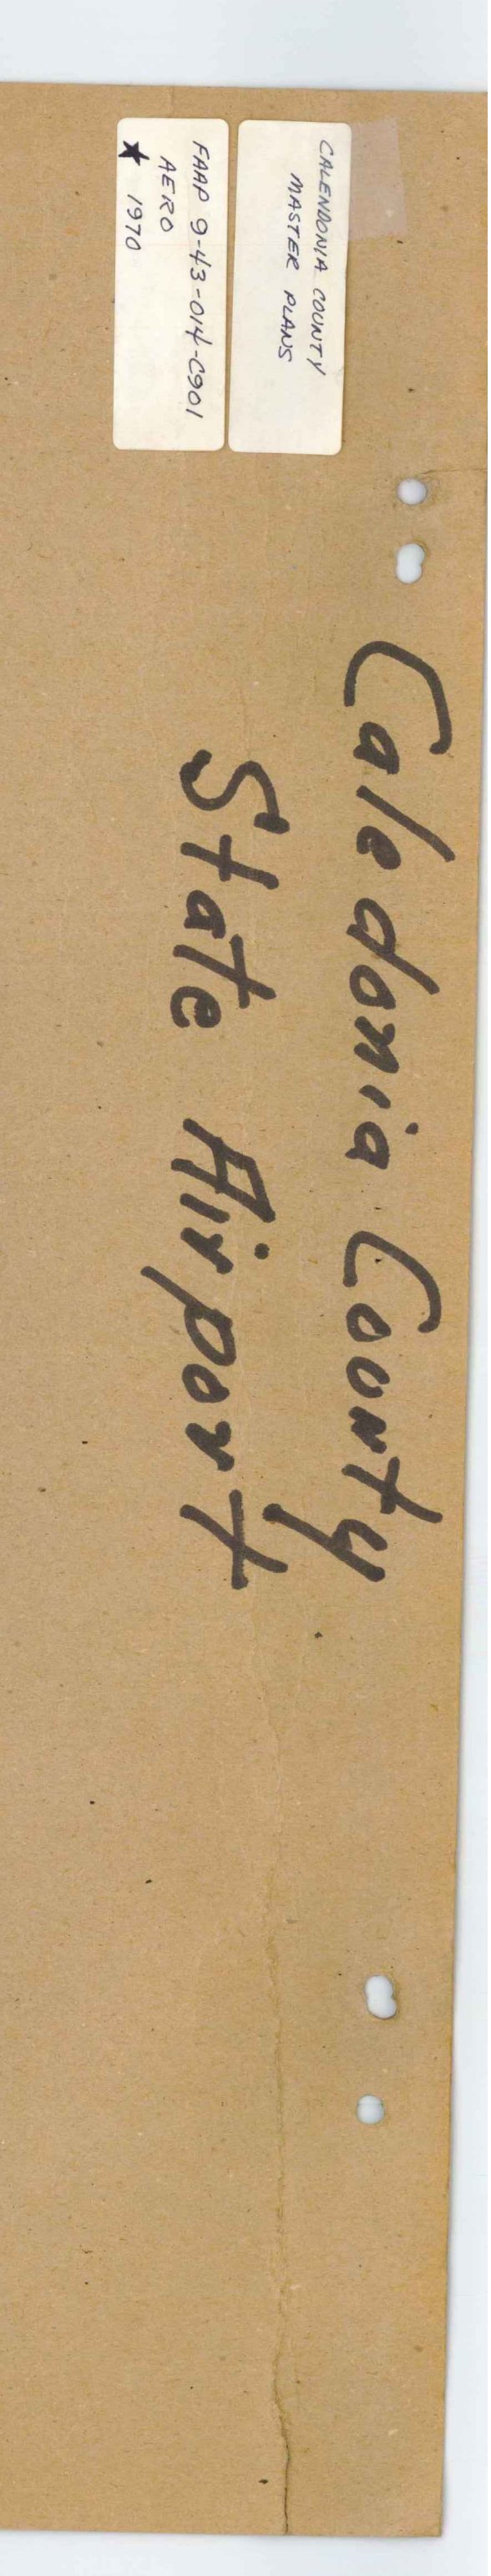 CALENDONIA COUNTY
MASTER PLANS
FAAP 9-43-014-C901
AERO
★ 1970
Caledonia County
State Airport